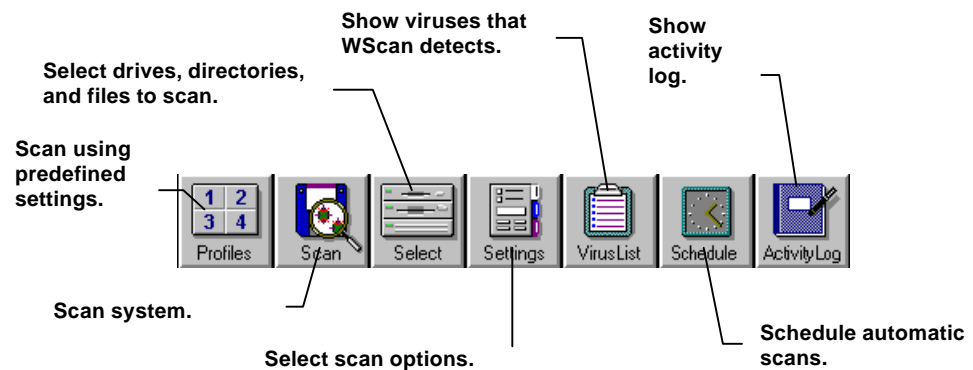 Show viruses that
WScan detects.
Show
activity
log.
Select drives, directories,
and files to scan.
Scan using
predefined
settings.
1 2
3 4
Profiles
Scan
Select
Settings
VirusList
Schedule
ActivityLog
Scan system.
Select scan options.
Schedule automatic
scans.